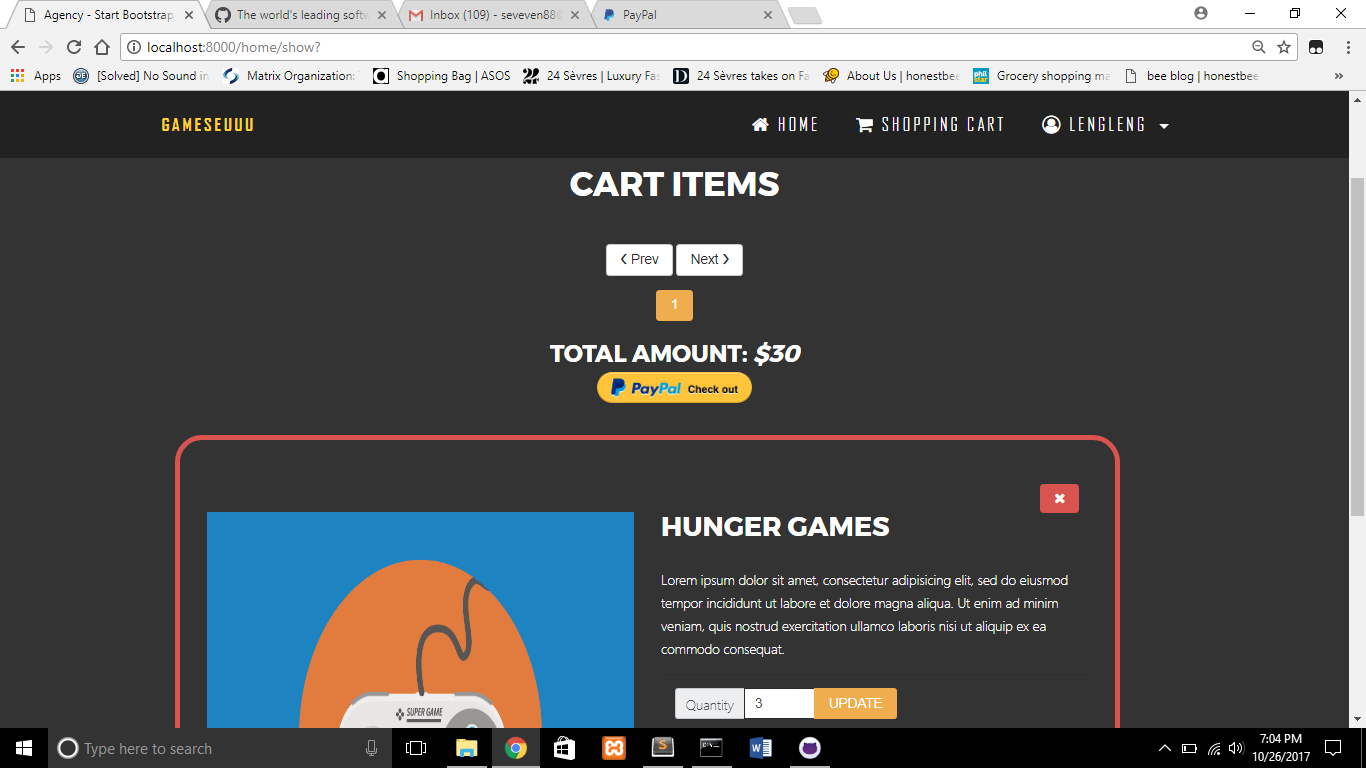 Agency - Start Bootstrap
The world's leading softw
Inbox (109) - seveven88
PayPal
localhost:8000/home/show?
Apps
[Solved] No Sound in
Matrix Organization:
Shopping Bag | ASOS
24 Sèvres | Luxury Fas
24 Sèvres takes on Fa
About Us | honestbee
Grocery shopping ma
bee blog | honestbee
»
GAMESEUUU
HOME
SHOPPING CART
LENGLENG
CART ITEMS
Prev
Next
1
TOTAL AMOUNT: $30
PayPal Check out
HUNGER GAMES
Lorem ipsum dolor sit amet, consectetur adipisicing elit, sed do eiusmod
tempor incididunt ut labore et dolore magna aliqua. Ut enim ad minim
veniam, quis nostrud exercitation ullamco laboris nisi ut aliquip ex ea
commodo consequat.
SUPER GAME
Quantity
3
UPDATE
Type here to search
7:04 PM
10/26/2017